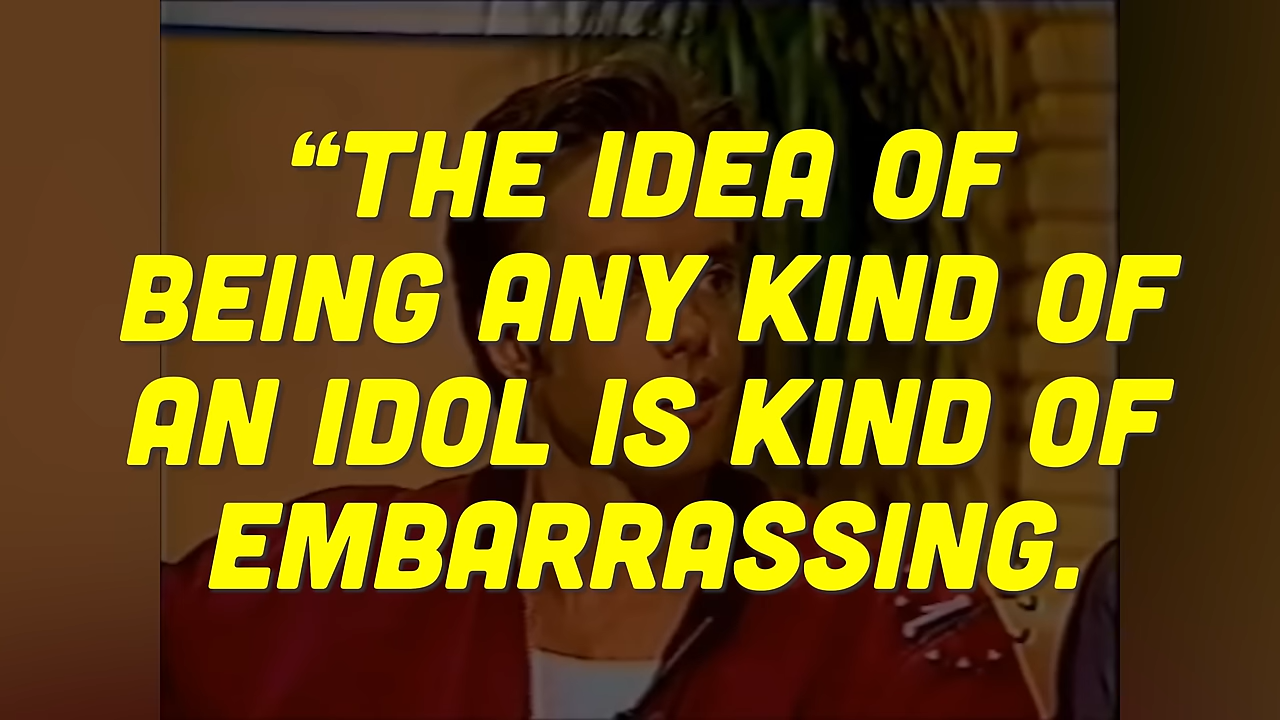 “THE IDEA OF
BEING ANY KIND OF
AN IDOL IS KIND OF
EMBARRASSING.